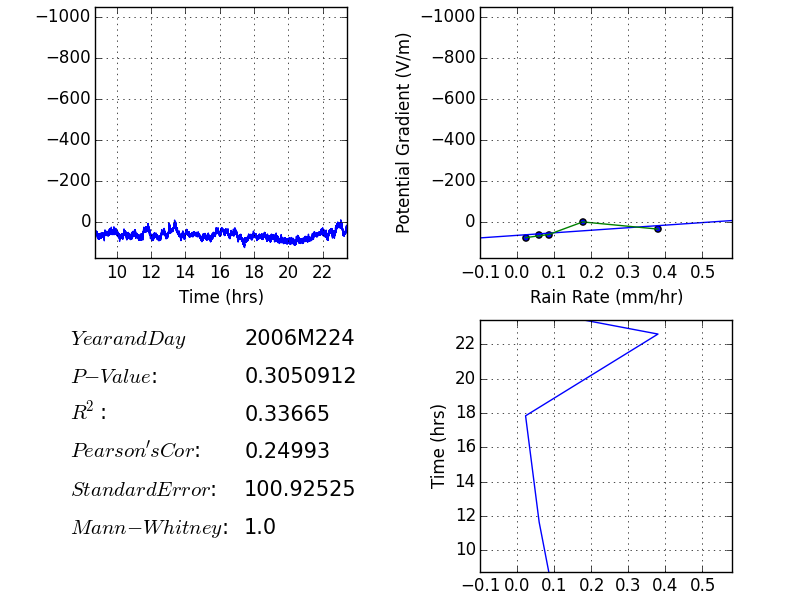 −1000
−800
−600
−400
−200
0
10 12 14 16 18 20 22
Time (hrs)
Potential Gradient (V/m)
−1000
−800
−600
−400
−200
0
−0.1 0.0 0.1 0.2 0.3 0.4 0.5
Rain Rate (mm/hr)
YearandDay 2006M224
P−Value: 0.3050912
R²: 0.33665
Pearson'sCor: 0.24993
StandardError: 100.92525
Mann−Whitney: 1.0
Time (hrs)
22
20
18
16
14
12
10
−0.1 0.0 0.1 0.2 0.3 0.4 0.5